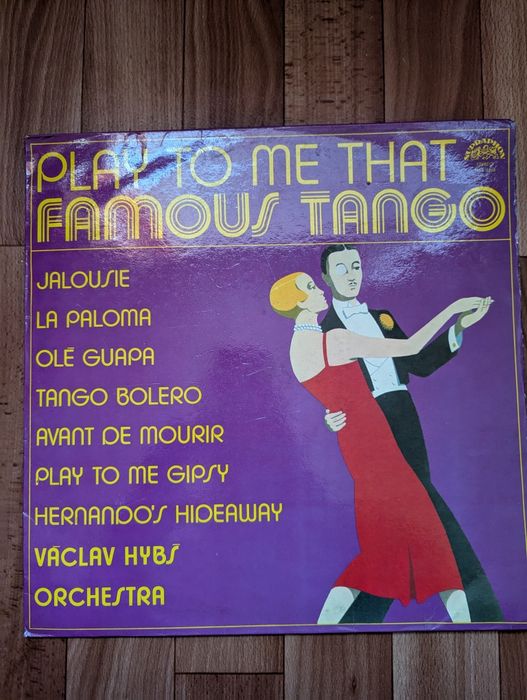 PLAY TO ME THAT
SUPRAPHON
FAMOUS TANGO
JALOUSIE
LA PALOMA
OLÉ GUAPA
TANGO BOLERO
AVANT DE MOURIR
PLAY TO ME GIPSY
HERNANDO'S HIDEAWAY
VÁCLAV HYBŠ
ORCHESTRA